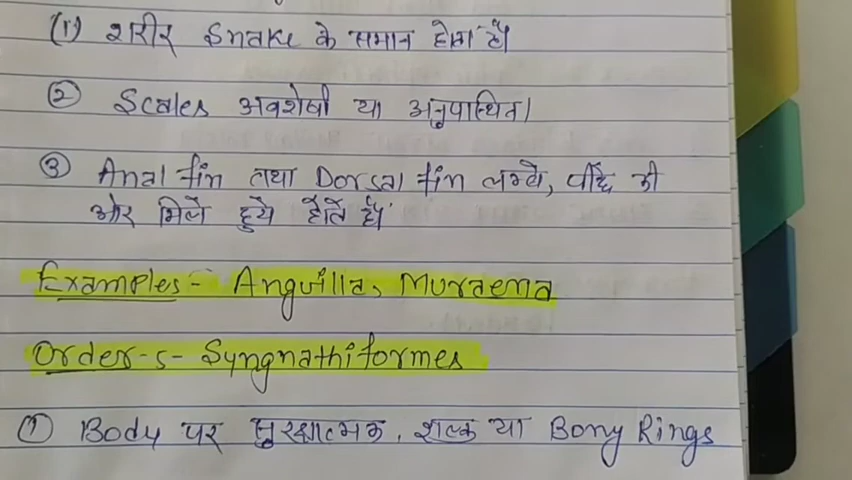 (1) शरीर Snake के समान होता है।
② Scales अवशेषी या अनुपास्थित।
③ Anal fin तथा Dorsal fin लम्बे, पीछे की
ओर मिले हुये होते है।
Examples- Anguilla, Muraena
Order-5- Syngnathiformes
① Body पर सुरक्षात्मक, शल्क या Bony Rings